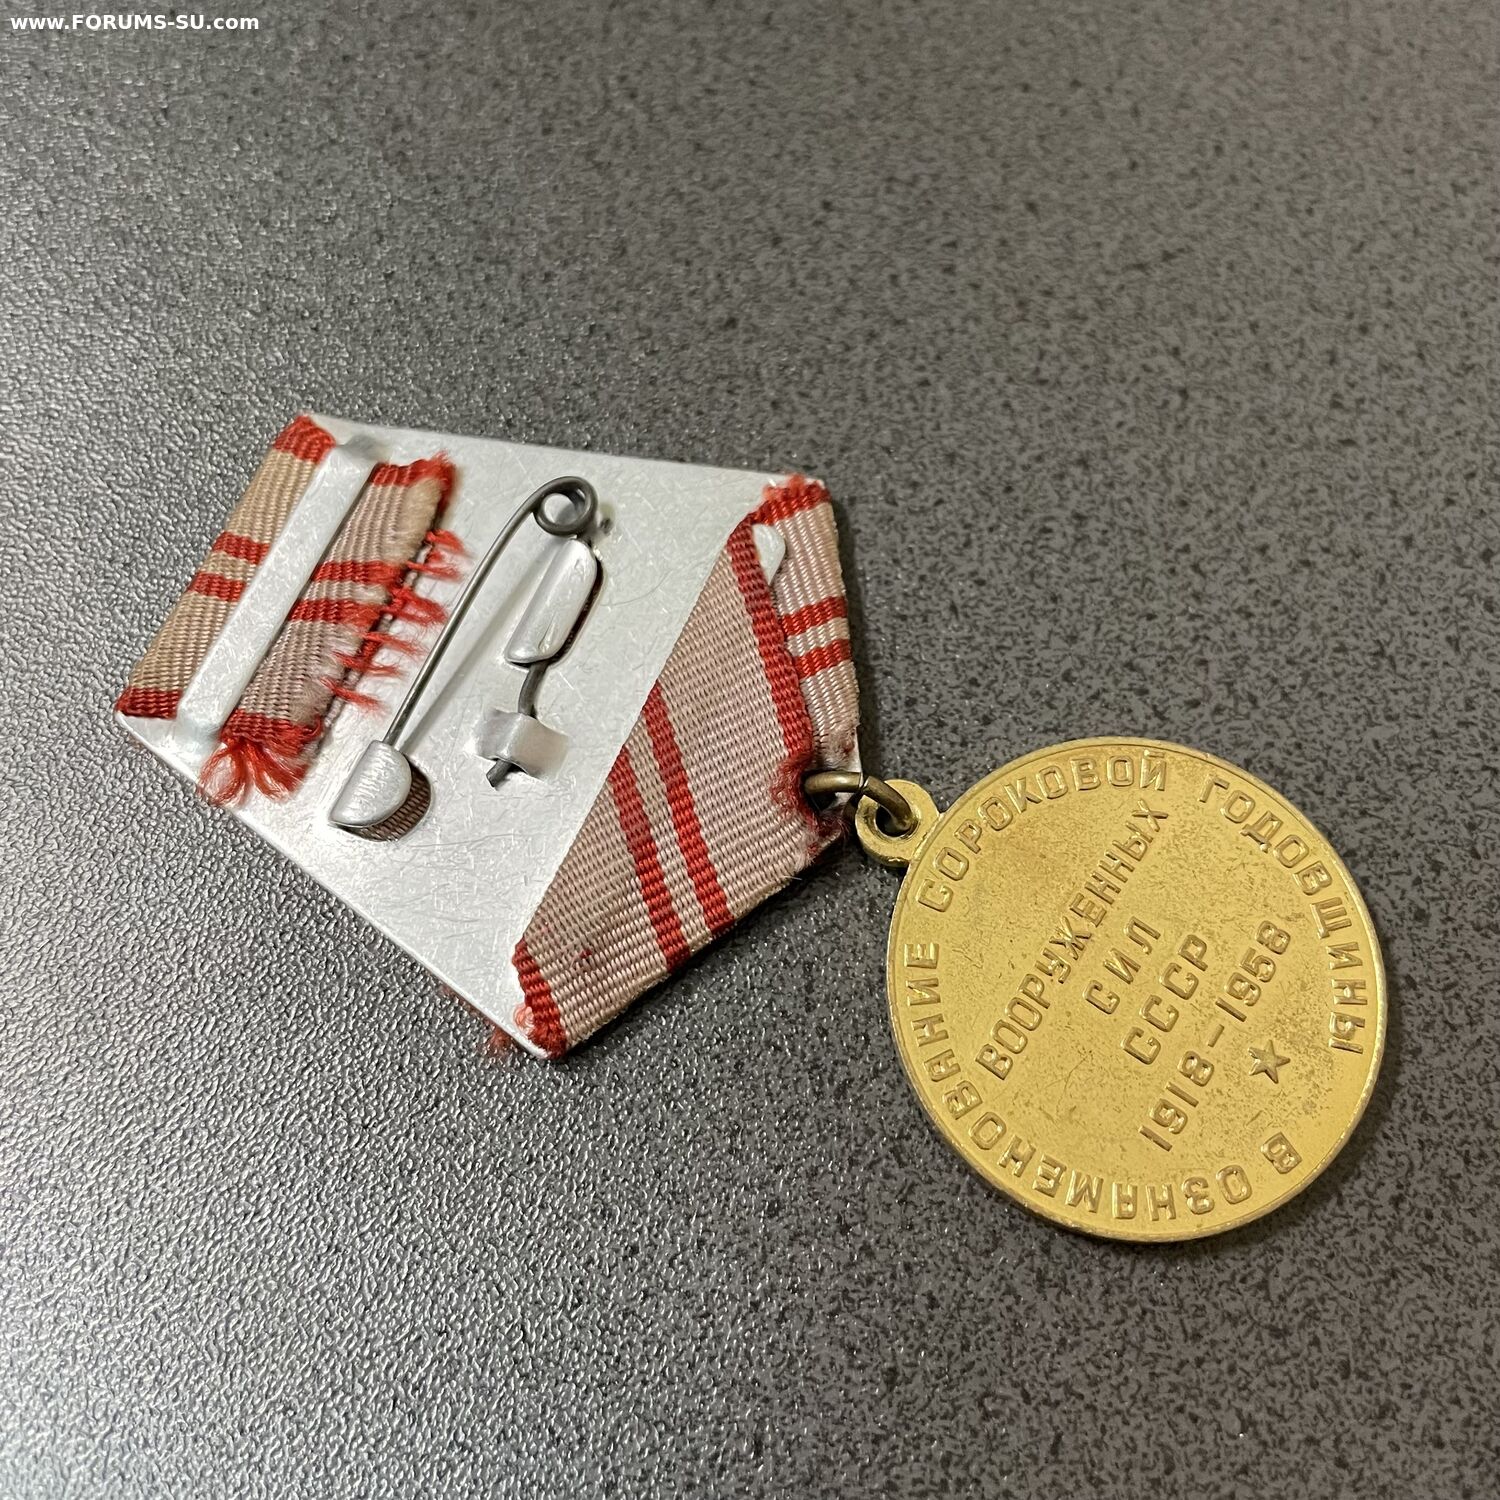 www.FORUMS-SU.com
В ОЗНАМЕНОВАНИЕ СОРОКОВОЙ ГОДОВЩИНЫ
ВООРУЖЕННЫХ
СИЛ
СССР
1918-1958